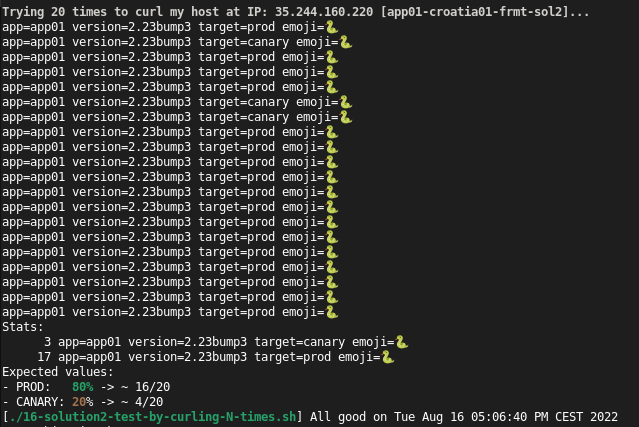 Trying 20 times to curl my host at IP: 35.244.160.220 [app01-croatia01-frmt-sol2]...
app=app01 version=2.23bump3 target=prod emoji=🐍
app=app01 version=2.23bump3 target=canary emoji=🐍
app=app01 version=2.23bump3 target=prod emoji=🐍
app=app01 version=2.23bump3 target=prod emoji=🐍
app=app01 version=2.23bump3 target=prod emoji=🐍
app=app01 version=2.23bump3 target=canary emoji=🐍
app=app01 version=2.23bump3 target=canary emoji=🐍
app=app01 version=2.23bump3 target=prod emoji=🐍
app=app01 version=2.23bump3 target=prod emoji=🐍
app=app01 version=2.23bump3 target=prod emoji=🐍
app=app01 version=2.23bump3 target=prod emoji=🐍
app=app01 version=2.23bump3 target=prod emoji=🐍
app=app01 version=2.23bump3 target=prod emoji=🐍
app=app01 version=2.23bump3 target=prod emoji=🐍
app=app01 version=2.23bump3 target=prod emoji=🐍
app=app01 version=2.23bump3 target=prod emoji=🐍
app=app01 version=2.23bump3 target=prod emoji=🐍
app=app01 version=2.23bump3 target=prod emoji=🐍
app=app01 version=2.23bump3 target=prod emoji=🐍
app=app01 version=2.23bump3 target=prod emoji=🐍
Stats:
      3 app=app01 version=2.23bump3 target=canary emoji=🐍
     17 app=app01 version=2.23bump3 target=prod emoji=🐍
Expected values:
- PROD:   80% -> ~ 16/20
- CANARY: 20% -> ~ 4/20
[./16-solution2-test-by-curling-N-times.sh] All good on Tue Aug 16 05:06:40 PM CEST 2022